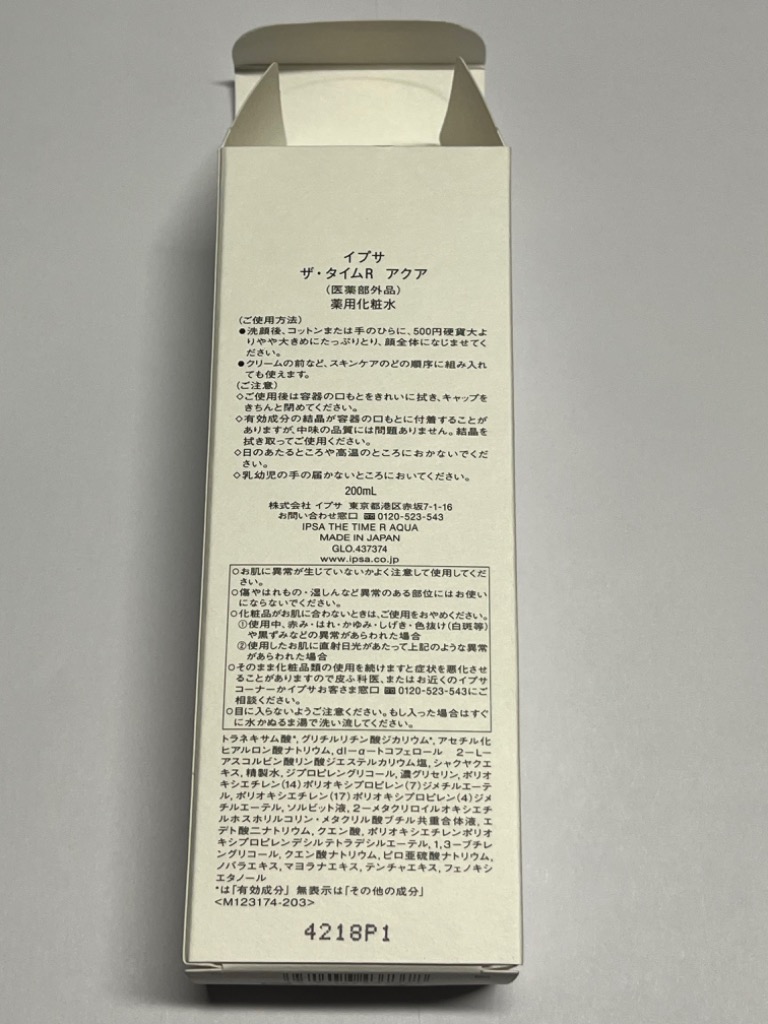 イプサ
ザ・タイムR アクア
（医薬部外品）
薬用化粧水
〈ご使用方法〉
●洗顔後、コットンまたは手のひらに、500円硬貨大よ
りやや大きめにたっぷりとり、顔全体になじませてく
ださい。
●クリームの前など、スキンケアのどの順序に組み入れ
ても使えます。
〈ご注意〉
◇ご使用後は容器の口もとをきれいに拭き、キャップを
きちんと閉めてください。
◇有効成分の結晶が容器の口もとに付着することが
ありますが、中味の品質には問題ありません。結晶を
拭き取ってご使用ください。
◇日のあたるところや高温のところにおかないでくだ
さい。
◇乳幼児の手の届かないところにおいてください。
200mL
株式会社 イプサ 東京都港区赤坂7-1-16
お問い合わせ窓口 0120-523-543
IPSA THE TIME R AQUA
MADE IN JAPAN
GLO.437374
www.ipsa.co.jp
○お肌に異常が生じていないかよく注意して使用してくだ
さい。
○傷やはれもの・湿しんなど異常のある部位にはお使い
にならないでください。
○化粧品がお肌に合わないときは、ご使用をおやめください。
①使用中、赤み・はれ・かゆみ・しげき・色抜け(白斑等)
や黒ずみなどの異常があらわれた場合
②使用したお肌に直射日光があたって上記のような異常
があらわれた場合
○そのまま化粧品類の使用を続けますと症状を悪化させ
ることがありますので皮ふ科医、またはお近くのイプサ
コーナーかイプサお客さま窓口 0120-523-543にご
相談ください。
○目に入らないようご注意ください。もし入った場合はすぐ
に水かぬるま湯で洗い流してください。
トラネキサム酸*, グリチルリチン酸ジカリウム*, アセチル化
ヒアルロン酸ナトリウム, dl-α-トコフェロール 2-L-
アスコルビン酸リン酸ジエステルカリウム塩, シャクヤクエ
キス, 精製水, ジプロピレングリコール, 濃グリセリン, ポリオ
キシエチレン(14)ポリオキシプロピレン(7)ジメチルエーテ
ル, ポリオキシエチレン(17)ポリオキシプロピレン(4)ジメ
チルエーテル, ソルビット液, 2-メタクリロイルオキシエチ
ルホスホリルコリン・メタクリル酸ブチル共重合体液, エ
デト酸二ナトリウム, クエン酸, ポリオキシエチレンポリオ
キシプロピレンデシルテトラデシルエーテル, 1,3-ブチレ
ングリコール, クエン酸ナトリウム, ピロ亜硫酸ナトリウム,
ノバラエキス, マヨラナエキス, テンチャエキス, フェノキシ
エタノール
*は「有効成分」 無表示は「その他の成分」
<M123174-203>
4218P1